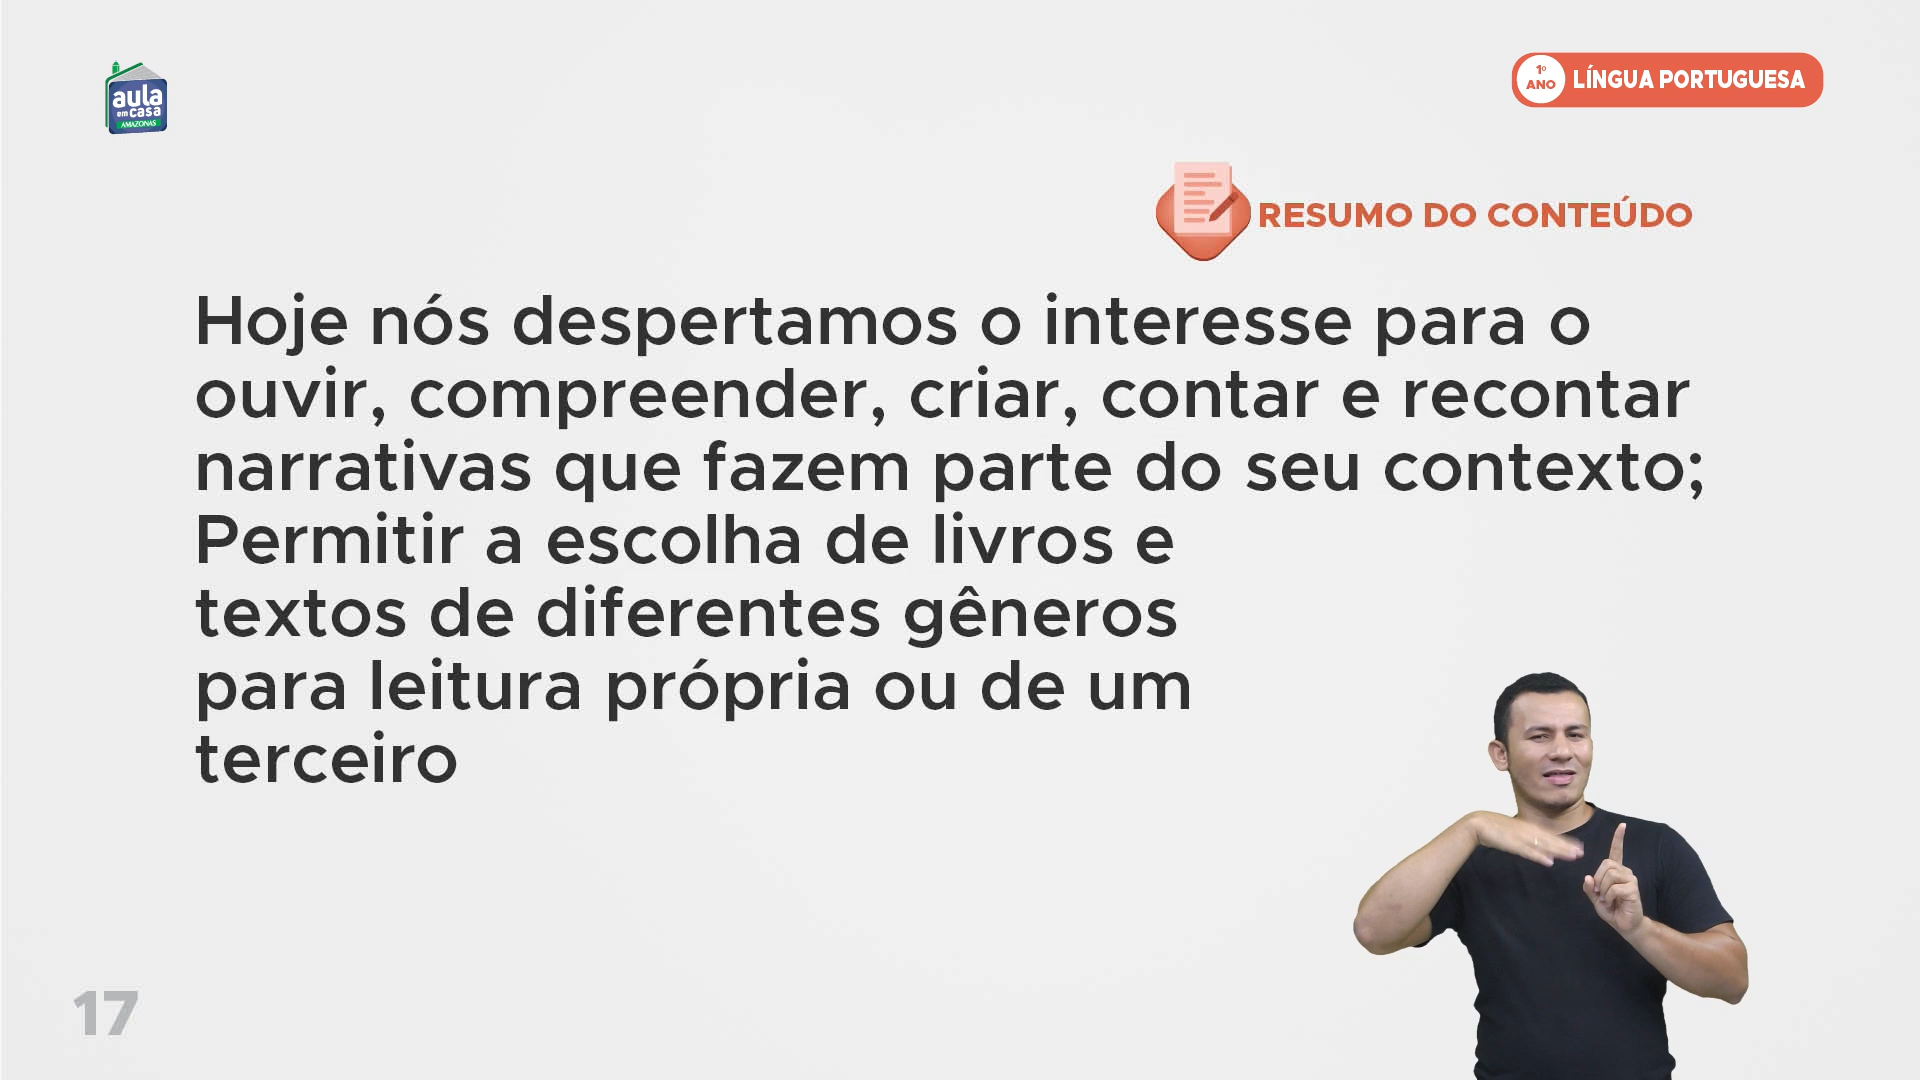 aula
em casa
AMAZONAS
1º
ANO
LÍNGUA PORTUGUESA
RESUMO DO CONTEÚDO
Hoje nós despertamos o interesse para o
ouvir, compreender, criar, contar e recontar
narrativas que fazem parte do seu contexto;
Permitir a escolha de livros e
textos de diferentes gêneros
para leitura própria ou de um
terceiro
17